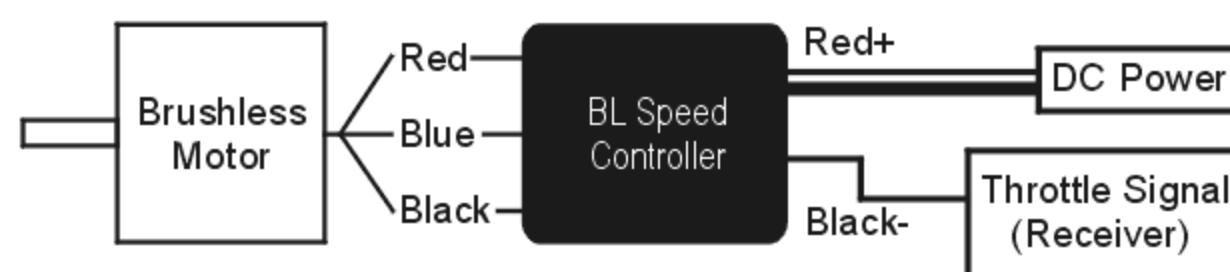 Brushless
Motor
Red
Blue
Black
BL Speed
Controller
Red+
Black-
DC Power
Throttle Signal
(Receiver)